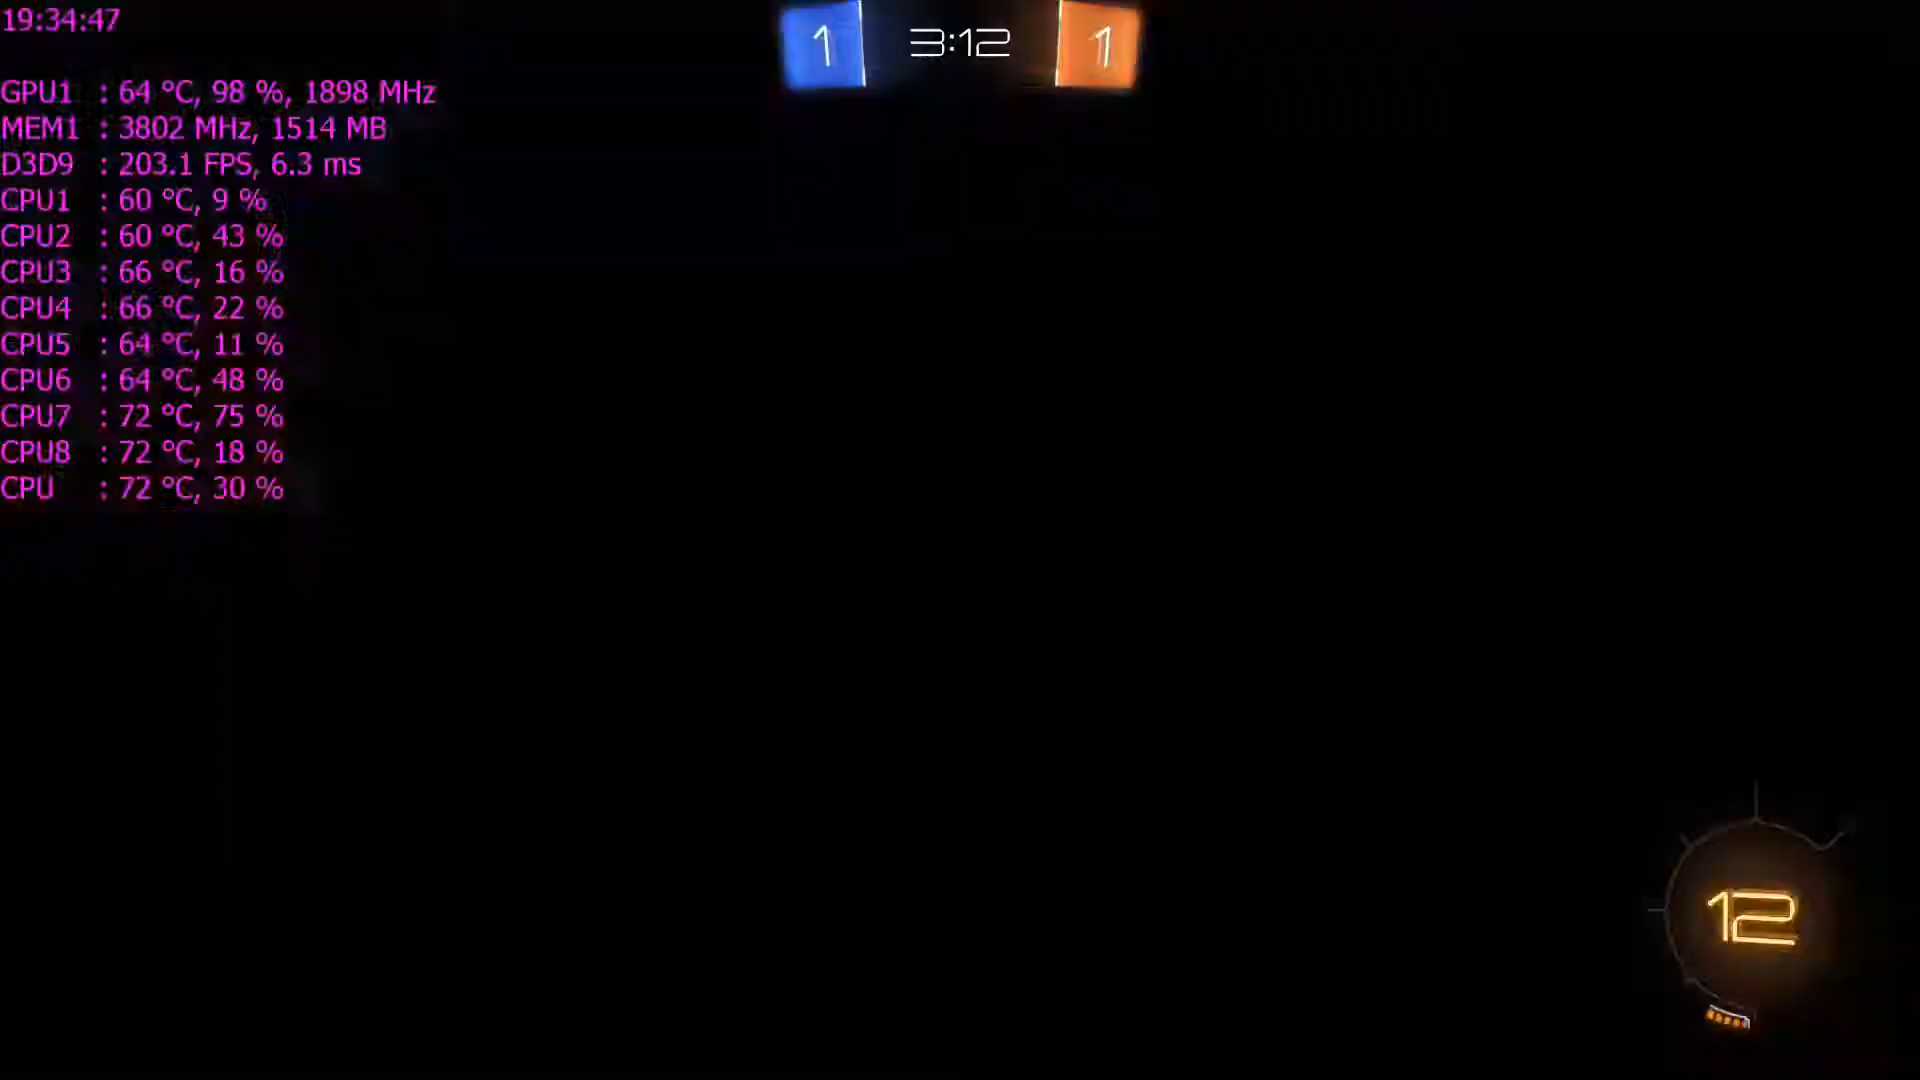 19:34:47
1 3:12 1
GPU1 : 64 °C, 98 %, 1898 MHz
MEM1 : 3802 MHz, 1514 MB
D3D9 : 203.1 FPS, 6.3 ms
CPU1 : 60 °C, 9 %
CPU2 : 60 °C, 43 %
CPU3 : 66 °C, 16 %
CPU4 : 66 °C, 22 %
CPU5 : 64 °C, 11 %
CPU6 : 64 °C, 48 %
CPU7 : 72 °C, 75 %
CPU8 : 72 °C, 18 %
CPU : 72 °C, 30 %
12